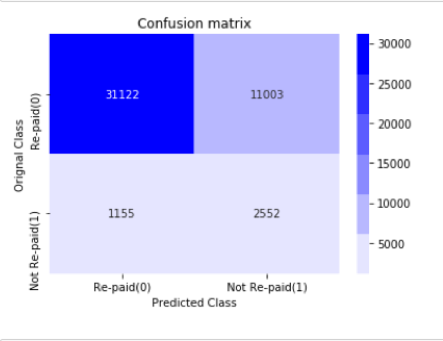 Confusion matrix
Orignal Class
Re-paid(0)
31122 11003
Not Re-paid(1)
1155 2552
Re-paid(0) Not Re-paid(1)
Predicted Class
30000
25000
20000
15000
10000
5000